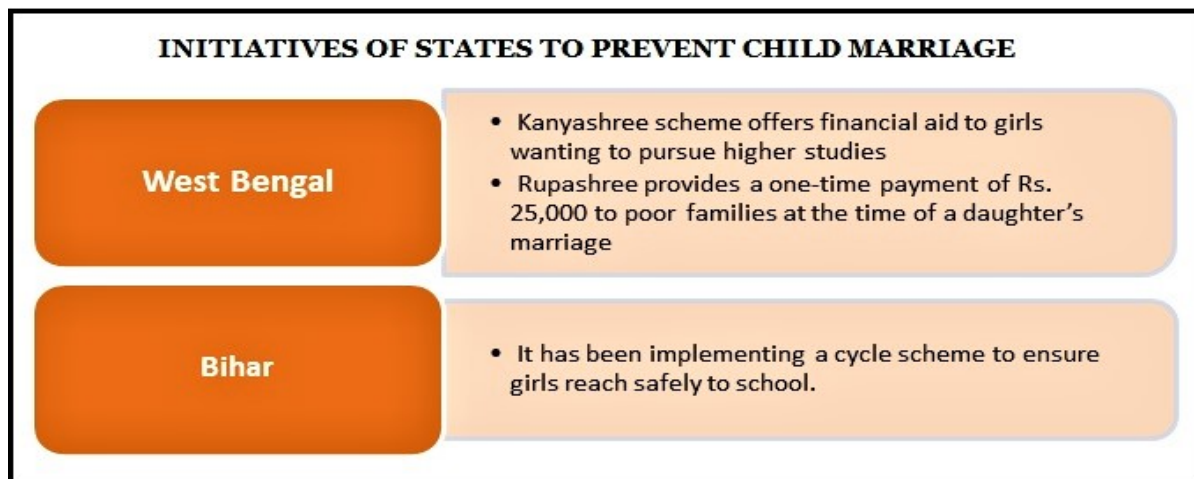 INITIATIVES OF STATES TO PREVENT CHILD MARRIAGE
West Bengal
• Kanyashree scheme offers financial aid to girls
wanting to pursue higher studies
• Rupashree provides a one-time payment of Rs.
25,000 to poor families at the time of a daughter's
marriage
Bihar
• It has been implementing a cycle scheme to ensure
girls reach safely to school.